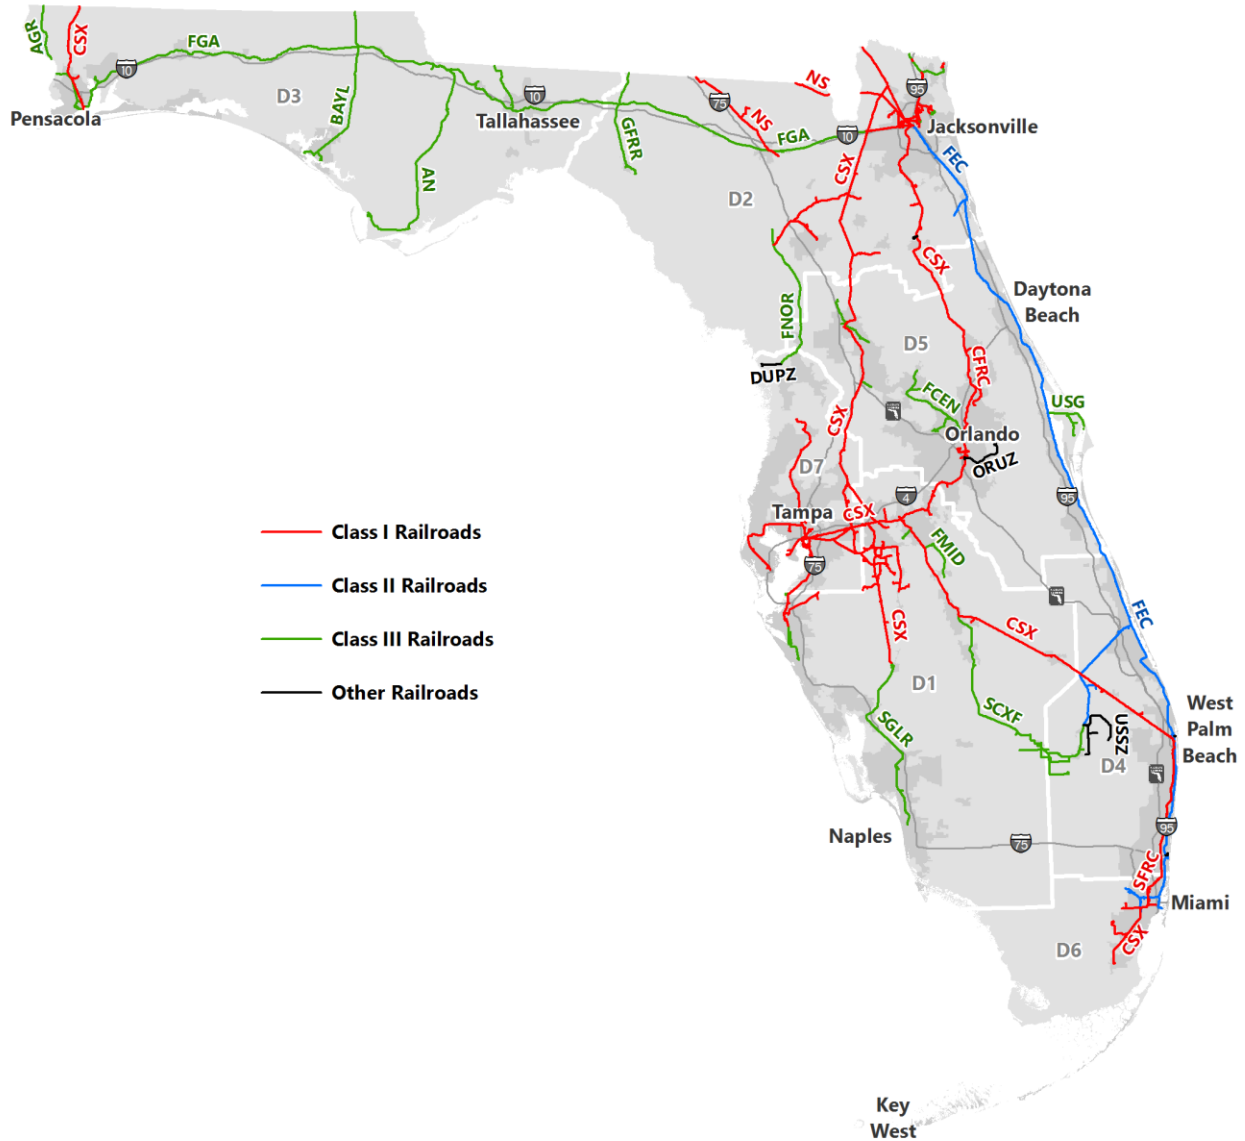 AGR
CSX
FGA
10
Pensacola
D3
BAYL
AN
10
Tallahassee
GFRR
75
NS
NS
FGA
10
95
Jacksonville
FEC
CSX
D2
CSX
Daytona
Beach
FNOR
DUPZ
D5
CFRC
FCEN
USG
Orlando
ORUZ
CSX
D7
4
95
Tampa
CSX
75
FMID
Class I Railroads
Class II Railroads
Class III Railroads
Other Railroads
CSX
CSX
FEC
D1
SCXF
SGLR
USSZ
D4
West
Palm
Beach
Naples
75
95
SFRC
Miami
CSX
D6
Key
West